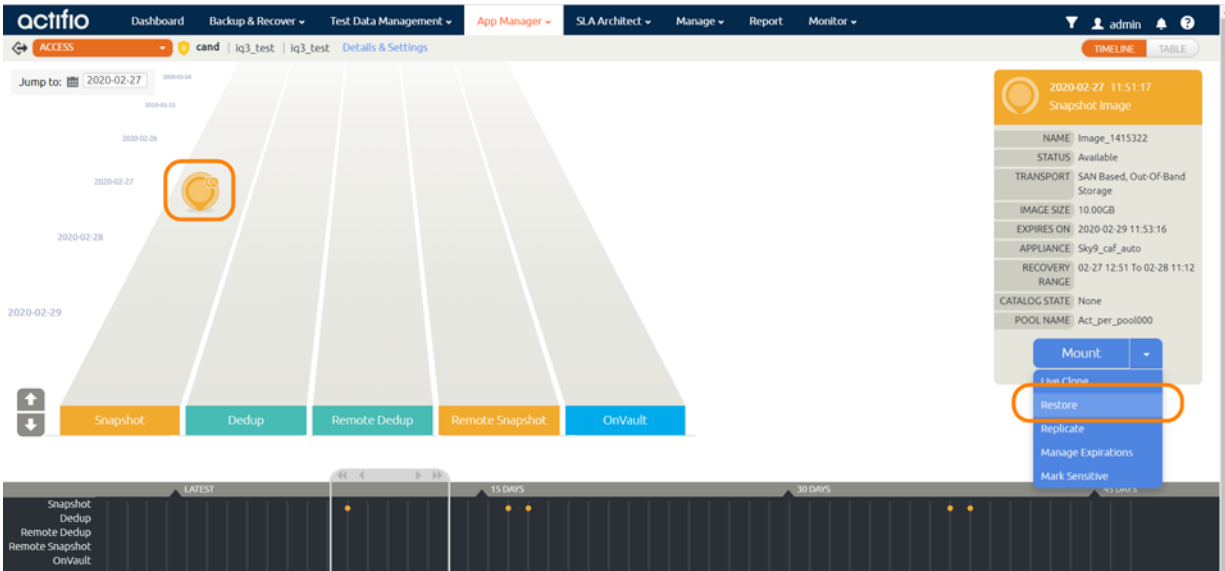 actifio Dashboard Backup & Recover Test Data Management App Manager SLA Architect Manage Report Monitor admin
ACCESS cand | iq3_test | iq3_test Details & Settings TIMELINE TABLE
Jump to: 2020-02-27
2020-02-26
2020-02-27
2020-02-28
2020-02-29
2020-02-27 11:51:17
Snapshot Image
NAME Image_1415322
STATUS Available
TRANSPORT SAN Based, Out-Of-Band
Storage
IMAGE SIZE 10.00GB
EXPIRES ON 2020-02-29 11:53:16
APPLIANCE Sky9_caf_auto
RECOVERY 02-27 12:51 To 02-28 11:12
RANGE
CATALOG STATE None
POOL NAME Act_per_pool000
Mount
Live Clone
Restore
Replicate
Manage Expirations
Mark Sensitive
Snapshot Dedup Remote Dedup Remote Snapshot OnVault
LATEST 15 DAYS 30 DAYS 45 DAYS
Snapshot
Dedup
Remote Dedup
Remote Snapshot
OnVault